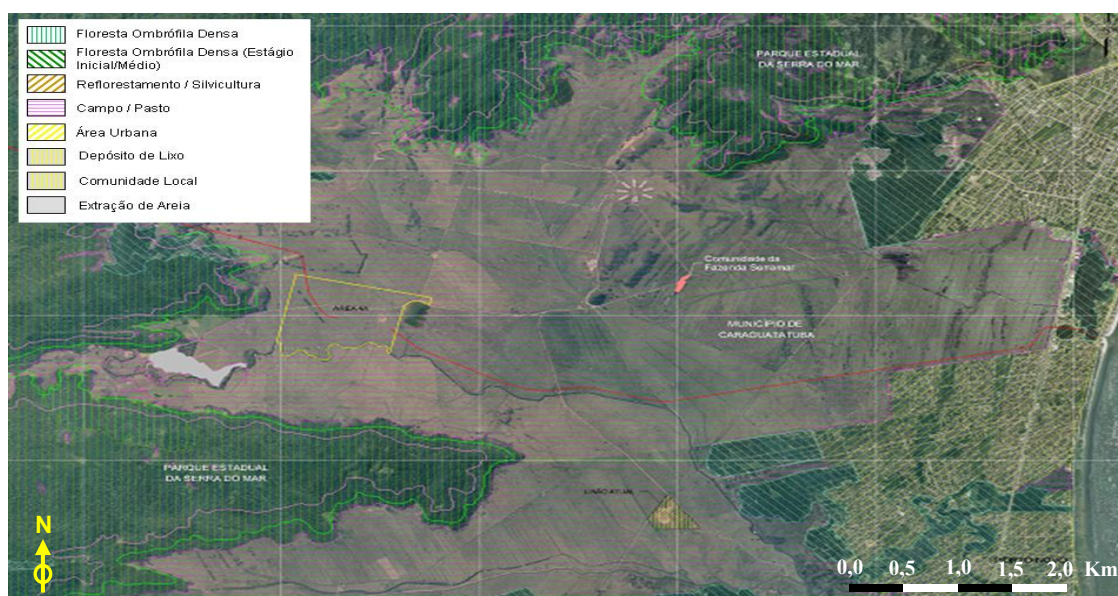 Floresta Ombrófila Densa
Floresta Ombrófila Densa (Estágio
Inicial/Médio)
Reflorestamento / Silvicultura
Campo / Pasto
Área Urbana
Depósito de Lixo
Comunidade Local
Extração de Areia
PARQUE ESTADUAL
DA SERRA DO MAR
Comunidade da
Fazenda Serramar
MUNICÍPIO DE
CARAGUATATUBA
PARQUE ESTADUAL
DA SERRA DO MAR
LIXÃO ATUAL
N
0,0 0,5 1,0 1,5 2,0 Km